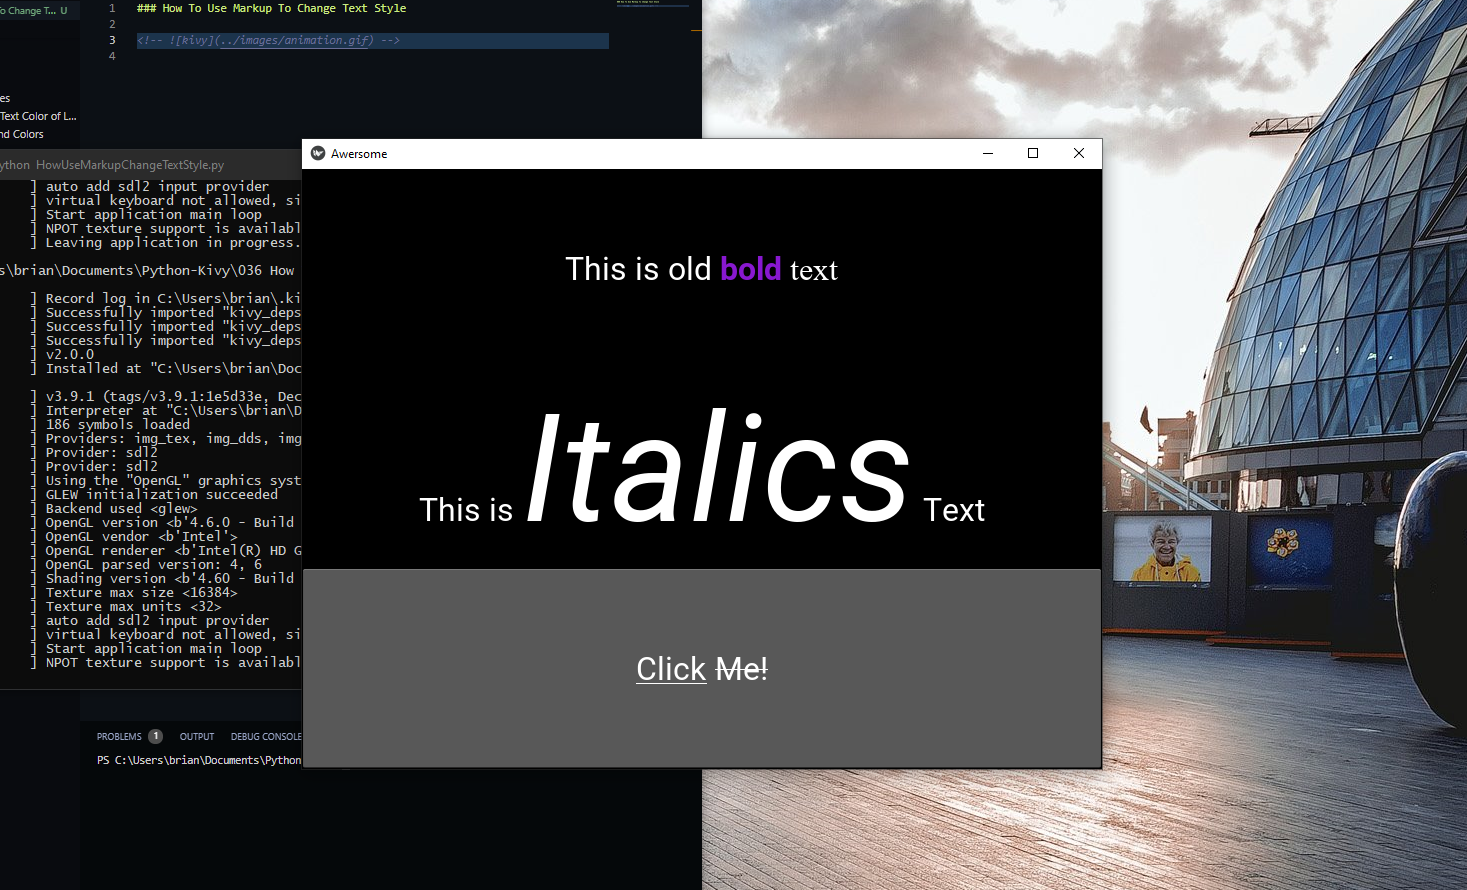 To Change T... U
1 ### How To Use Markup To Change Text Style
2
3 <!-- ![kivy](../images/animation.gif) -->
4
es
Text Color of L...
nd Colors
ython HowUseMarkupChangeTextStyle.py
] auto add sdl2 input provider
] virtual keyboard not allowed, si
] Start application main loop
] NPOT texture support is availabl
] Leaving application in progress.
s\brian\Documents\Python-Kivy\036 How
] Record log in C:\Users\brian\.ki
] Successfully imported "kivy_deps
] Successfully imported "kivy_deps
] Successfully imported "kivy_deps
] v2.0.0
] Installed at "C:\Users\brian\Doc
] v3.9.1 (tags/v3.9.1:1e5d33e, Dec
] Interpreter at "C:\Users\brian\D
] 186 symbols loaded
] Providers: img_tex, img_dds, img
] Provider: sdl2
] Provider: sdl2
] Using the "OpenGL" graphics syst
] GLEW initialization succeeded
] Backend used <glew>
] OpenGL version <b'4.6.0 - Build
] OpenGL vendor <b'Intel'>
] OpenGL renderer <b'Intel(R) HD G
] OpenGL parsed version: 4, 6
] Shading version <b'4.60 - Build
] Texture max size <16384>
] Texture max units <32>
] auto add sdl2 input provider
] virtual keyboard not allowed, si
] Start application main loop
] NPOT texture support is availabl
Awersome
This is old bold text
This is Italics Text
Click Me!
PROBLEMS 1 OUTPUT DEBUG CONSOLE
PS C:\Users\brian\Documents\Python